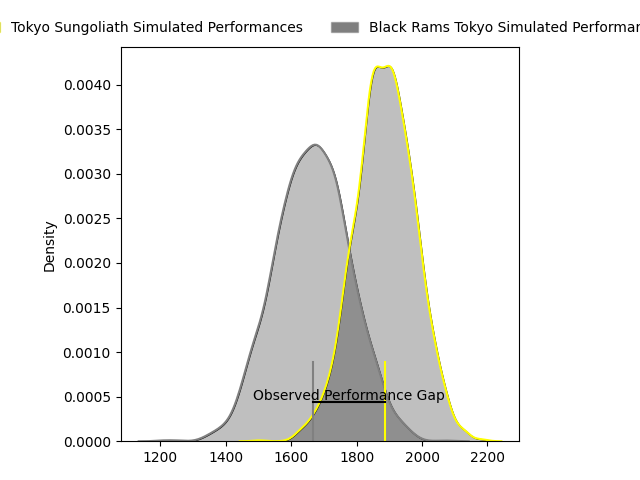 Tokyo Sungoliath Simulated Performances
Black Rams Tokyo Simulated Performan
0.0040
0.0035
0.0030
0.0025
0.0020
0.0015
0.0010
0.0005
0.0000
Density
Observed Performance Gap
1200 1400 1600 1800 2000 2200